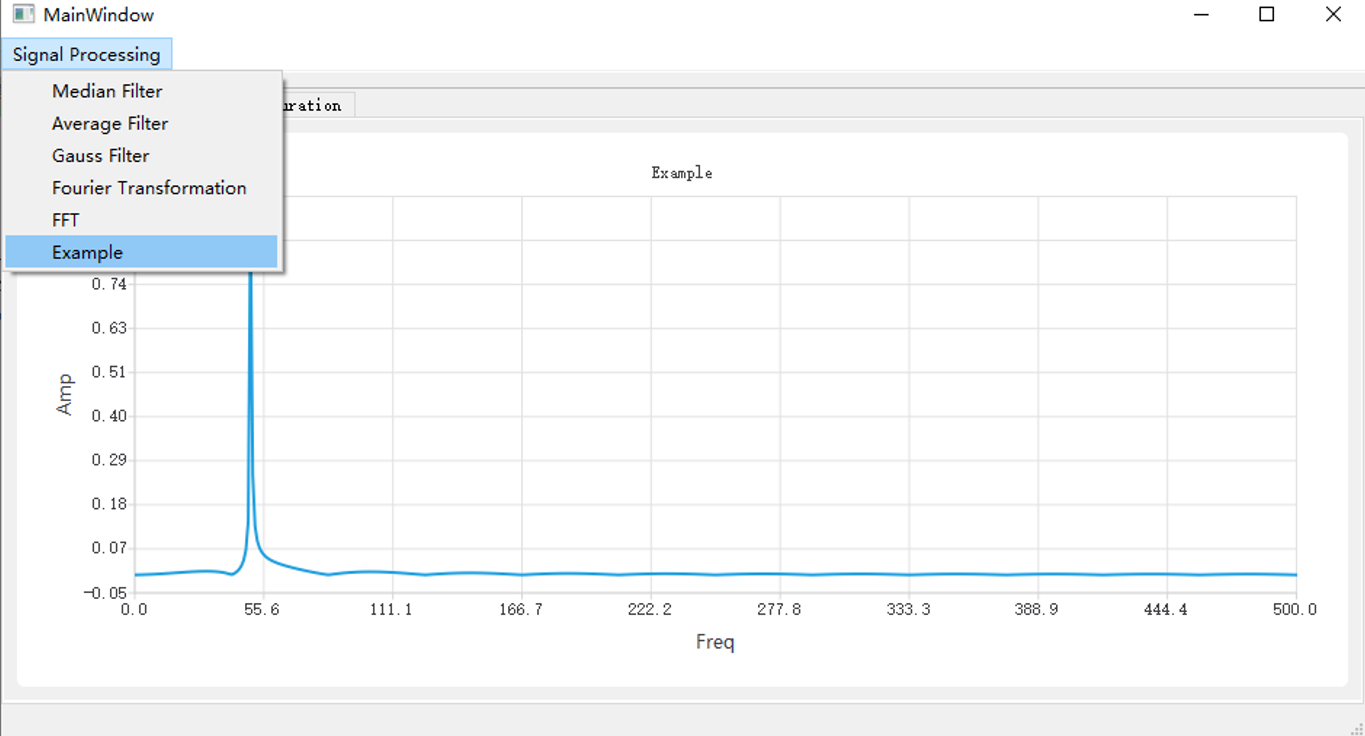 MainWindow
Signal Processing
Median Filter
Average Filter
Gauss Filter
Fourier Transformation
FFT
Example
Example
0.74
0.63
0.51
0.40
0.29
0.18
0.07
-0.05
Amp
0.0 55.6 111.1 166.7 222.2 277.8 333.3 388.9 444.4 500.0
Freq